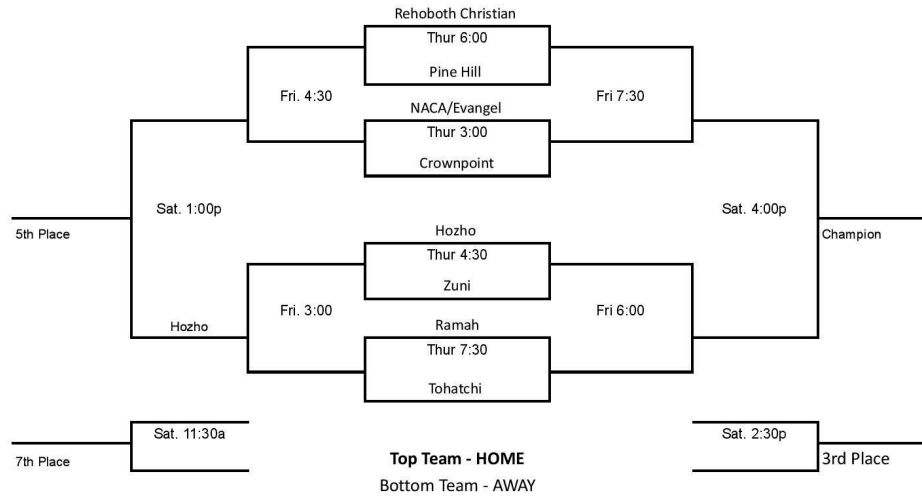 Rehoboth Christian
Thur 6:00
Pine Hill
Fri. 4:30
Fri 7:30
NACA/Evangel
Thur 3:00
Crownpoint
Sat. 1:00p
Sat. 4:00p
5th Place
Champion
Hozho
Thur 4:30
Zuni
Fri. 3:00
Fri 6:00
Hozho
Ramah
Thur 7:30
Tohatchi
Sat. 11:30a
Sat. 2:30p
7th Place
3rd Place
Top Team - HOME
Bottom Team - AWAY